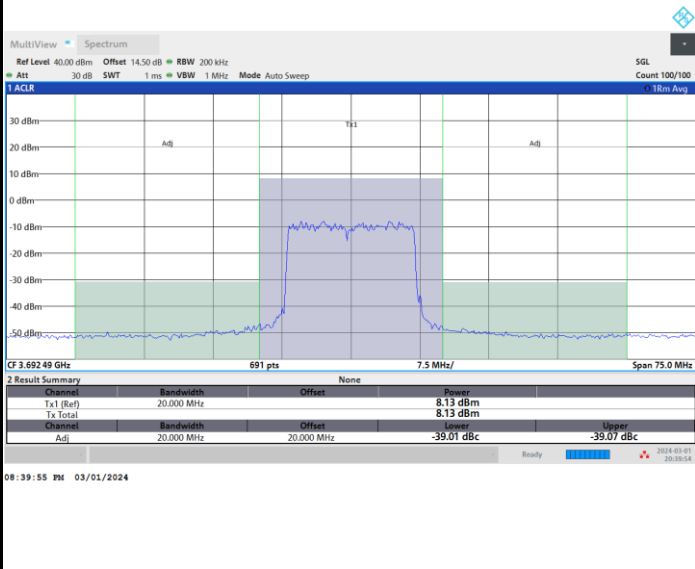 MultiView Spectrum
Ref Level 40.00 dBm Offset 14.50 dB RBW 200 kHz SGL
Att 30 dB SWT 1 ms VBW 1 MHz Mode Auto Sweep Count 100/100
1 ACLR 1Rm Avg
30 dBm
Tx1
20 dBm Adj Adj
10 dBm
0 dBm
-10 dBm
-20 dBm
-30 dBm
-40 dBm
-50 dBm
CF 3.692 49 GHz 691 pts 7.5 MHz/ Span 75.0 MHz
2 Result Summary None
Channel Bandwidth Offset Power
Tx1 (Ref) 20.000 MHz 8.13 dBm
Tx Total 8.13 dBm
Channel Bandwidth Offset Lower Upper
Adj 20.000 MHz 20.000 MHz -39.01 dBc -39.07 dBc
Ready 2024-03-01
20:39:54
08:39:55 PM 03/01/2024